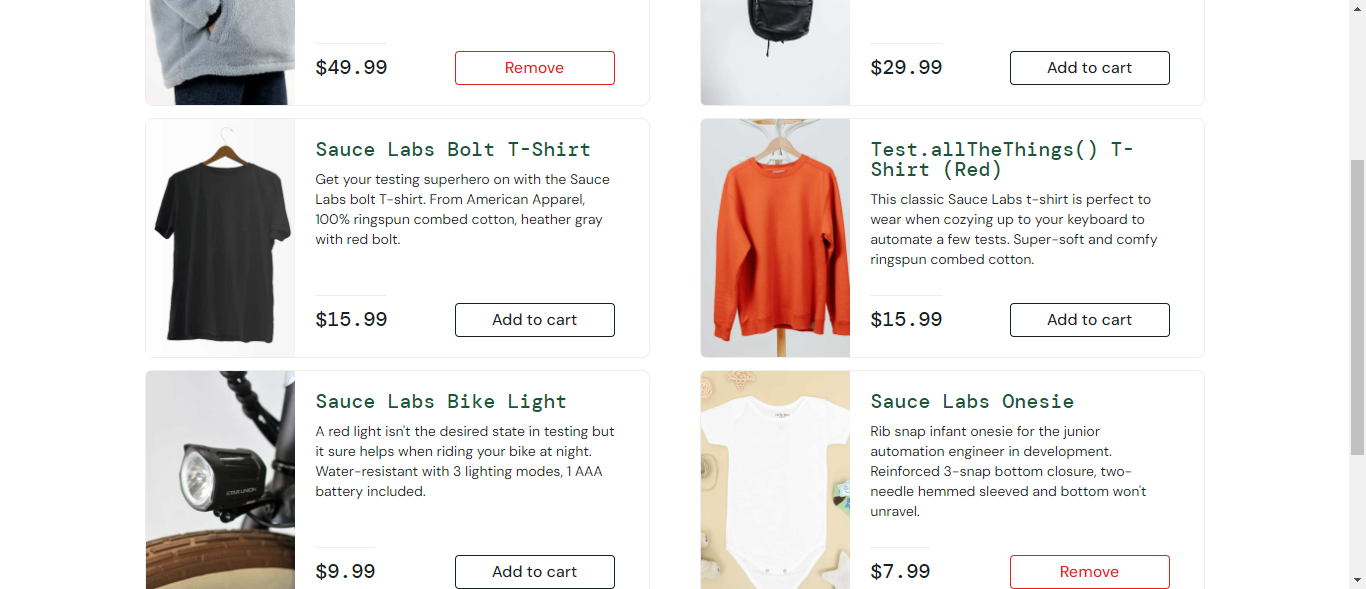 $49.99
Remove
$29.99
Add to cart
Sauce Labs Bolt T-Shirt
Get your testing superhero on with the Sauce
Labs bolt T-shirt. From American Apparel,
100% ringspun combed cotton, heather gray
with red bolt.
$15.99
Add to cart
Test.allTheThings() T-
Shirt (Red)
This classic Sauce Labs t-shirt is perfect to
wear when cozying up to your keyboard to
automate a few tests. Super-soft and comfy
ringspun combed cotton.
$15.99
Add to cart
STAR UNION
Sauce Labs Bike Light
A red light isn't the desired state in testing but
it sure helps when riding your bike at night.
Water-resistant with 3 lighting modes, 1 AAA
battery included.
$9.99
Add to cart
Sauce Labs Onesie
Rib snap infant onesie for the junior
automation engineer in development.
Reinforced 3-snap bottom closure, two-
needle hemmed sleeved and bottom won't
unravel.
$7.99
Remove